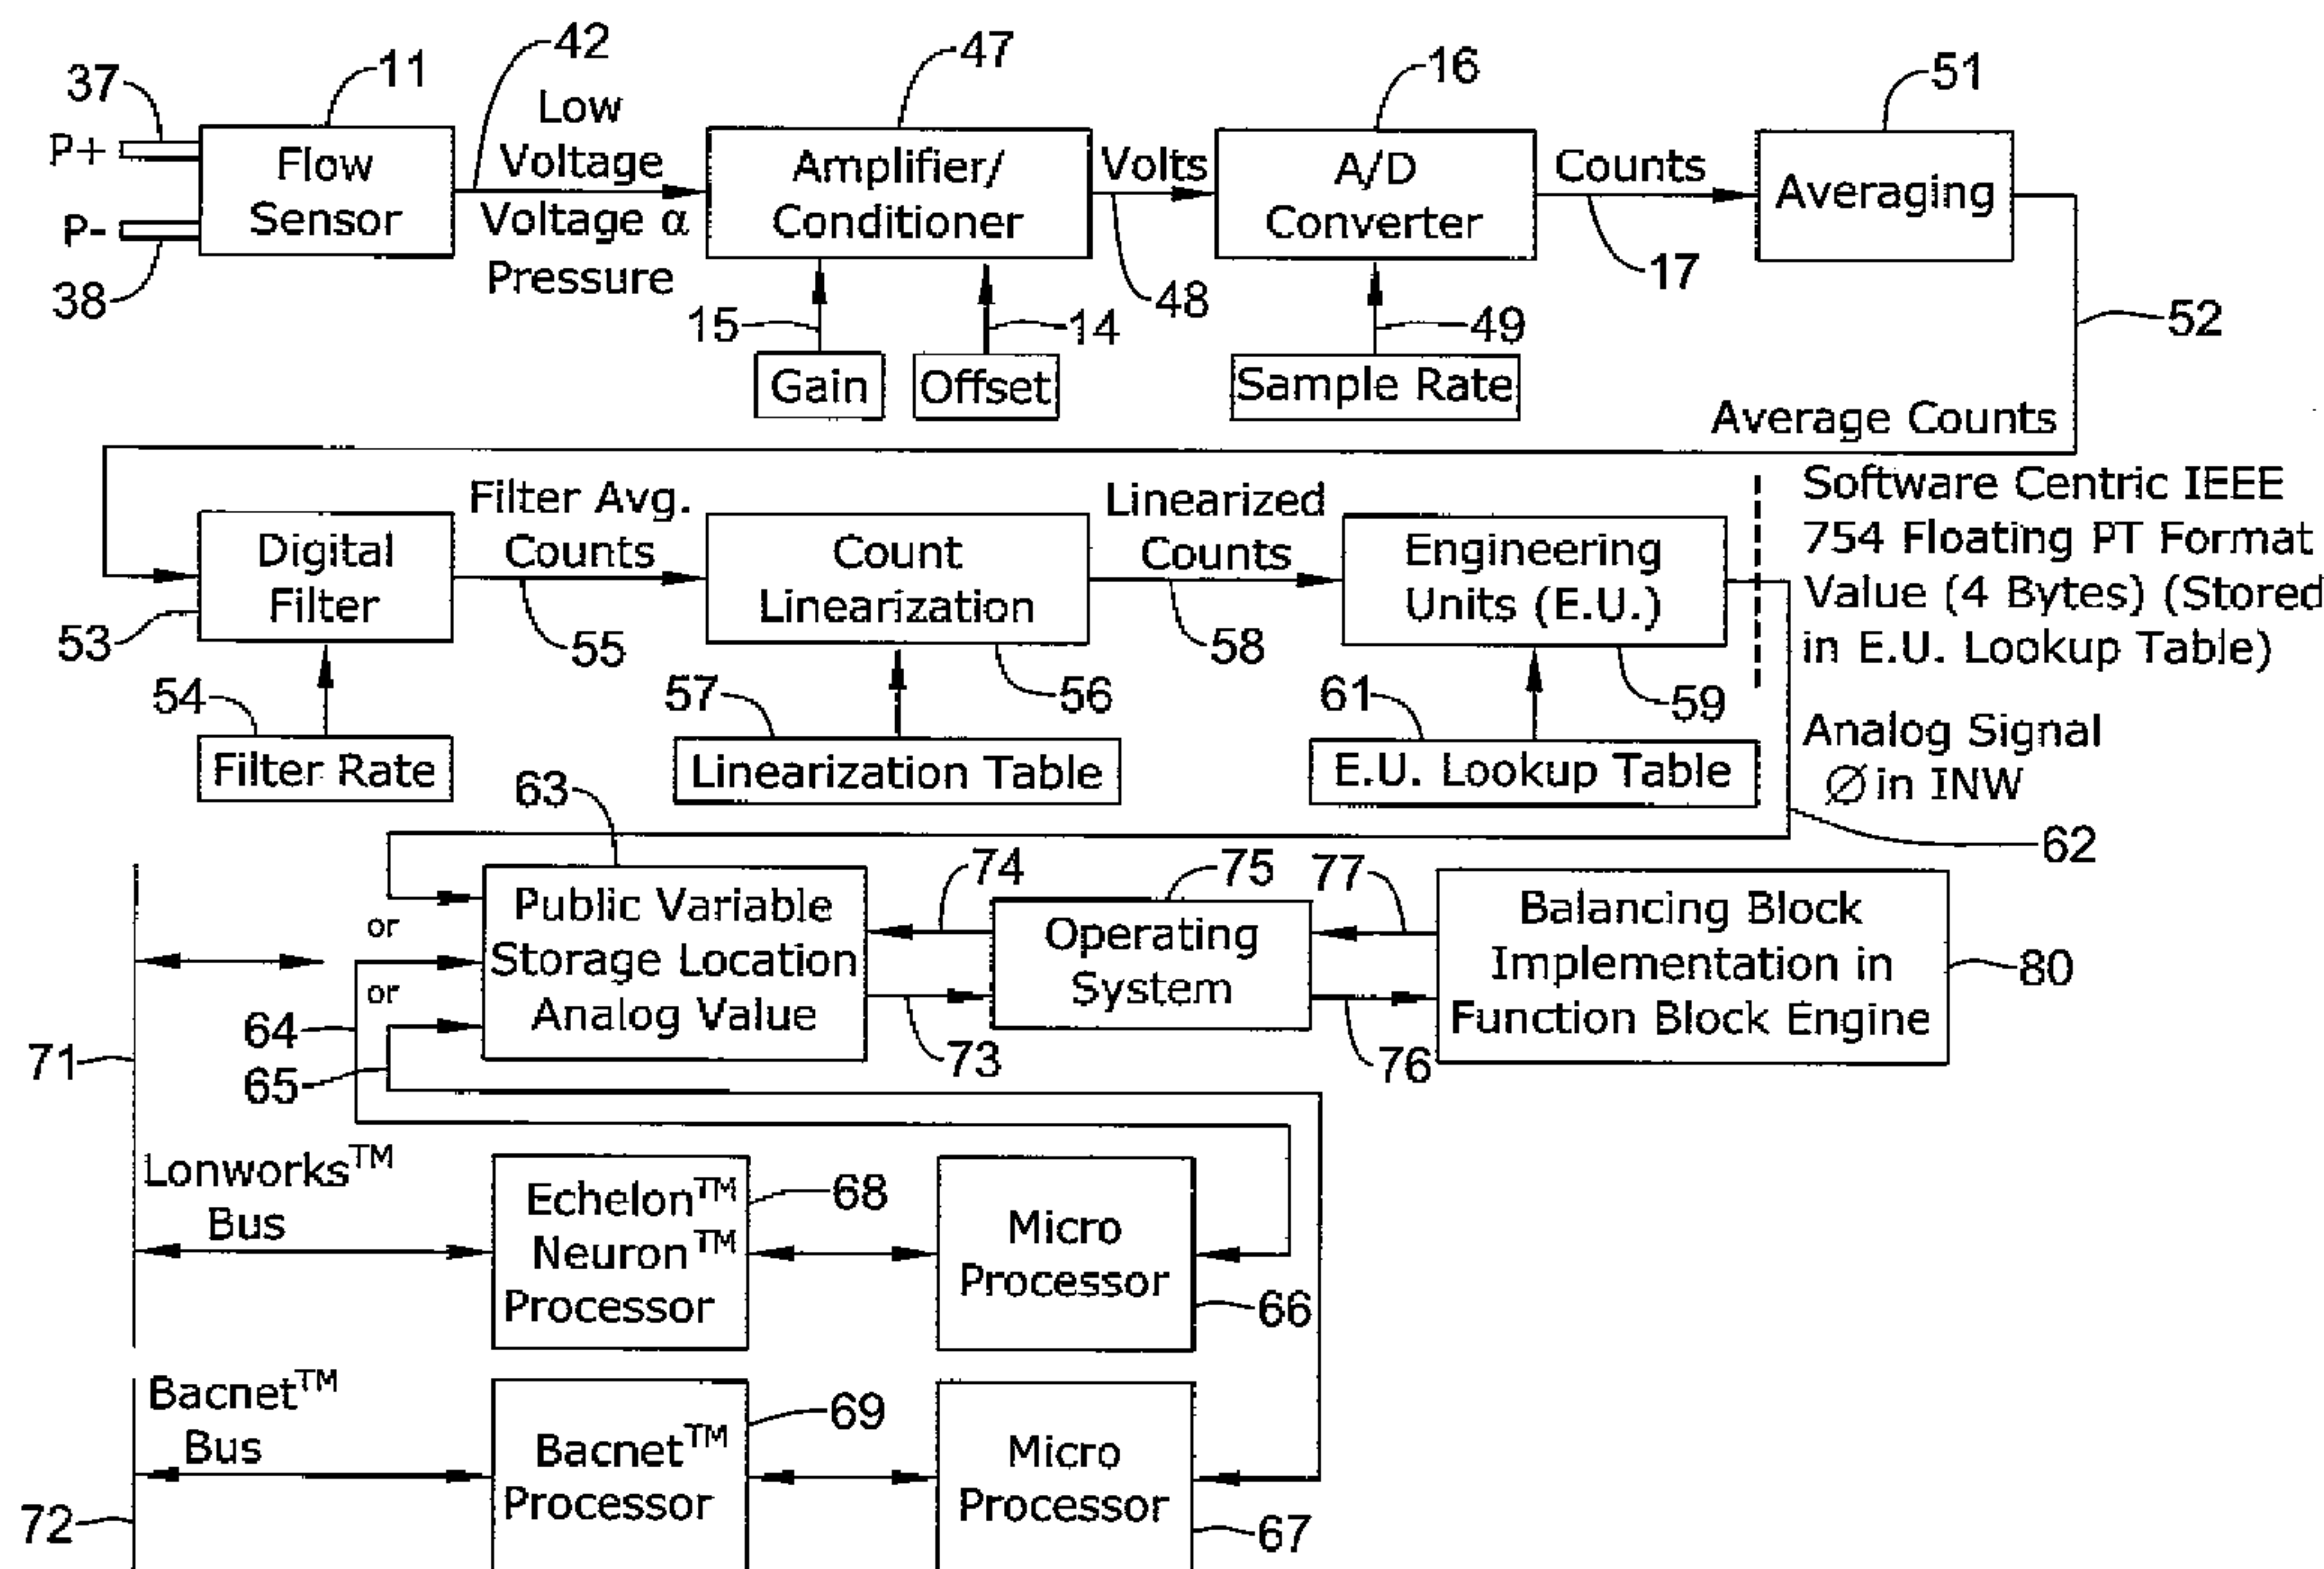 42
47
16
51
37
11
Low
Voltage
Voltage α
Pressure
P+
P-
38
Flow
Sensor
Amplifier/
Conditioner
Volts
48
A/D
Converter
Counts
17
Averaging
52
15
14
49
Gain
Offset
Sample Rate
Average Counts
Digital
Filter
53
Filter Avg.
Counts
55
Count
Linearization
Linearized
Counts
58
Engineering
Units (E.U.)
Software Centric IEEE
754 Floating PT Format
Value (4 Bytes) (Stored
in E.U. Lookup Table)
54
57
56
61
59
Filter Rate
Linearization Table
E.U. Lookup Table
Analog Signal
∅ in INW
62
63
or
or
64
65
71
Public Variable
Storage Location
Analog Value
74
73
75
Operating
System
77
76
Balancing Block
Implementation in
Function Block Engine
80
Lonworks™
Bus
Echelon™
Neuron™
Processor
68
Micro
Processor
66
Bacnet™
Bus
72
Bacnet™
Processor
69
Micro
Processor
67